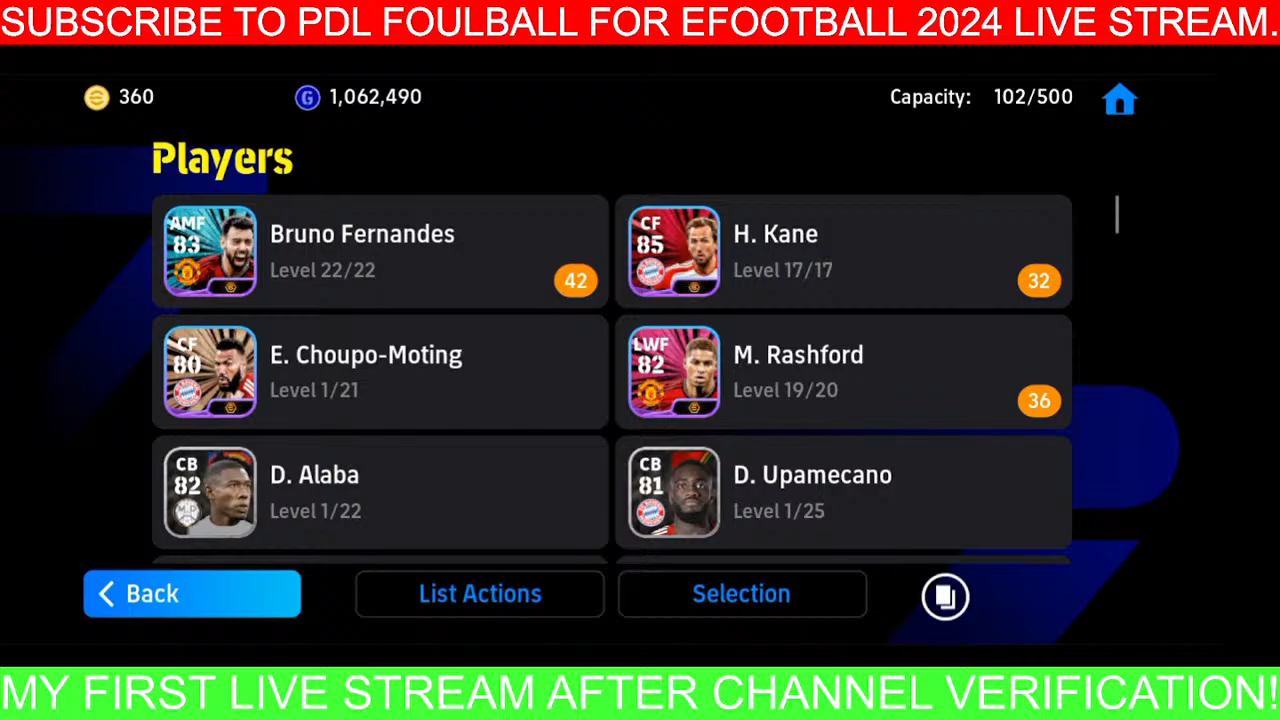 SUBSCRIBE TO PDL FOULBALL FOR EFOOTBALL 2024 LIVE STREAM.
360
G 1,062,490
Capacity: 102/500
Players
AMF
83
Bruno Fernandes
Level 22/22
42
CF
85
H. Kane
Level 17/17
32
CF
80
E. Choupo-Moting
Level 1/21
LWF
82
M. Rashford
Level 19/20
36
CB
82
M.D
D. Alaba
Level 1/22
CB
81
D. Upamecano
Level 1/25
Back
List Actions
Selection
MY FIRST LIVE STREAM AFTER CHANNEL VERIFICATION!